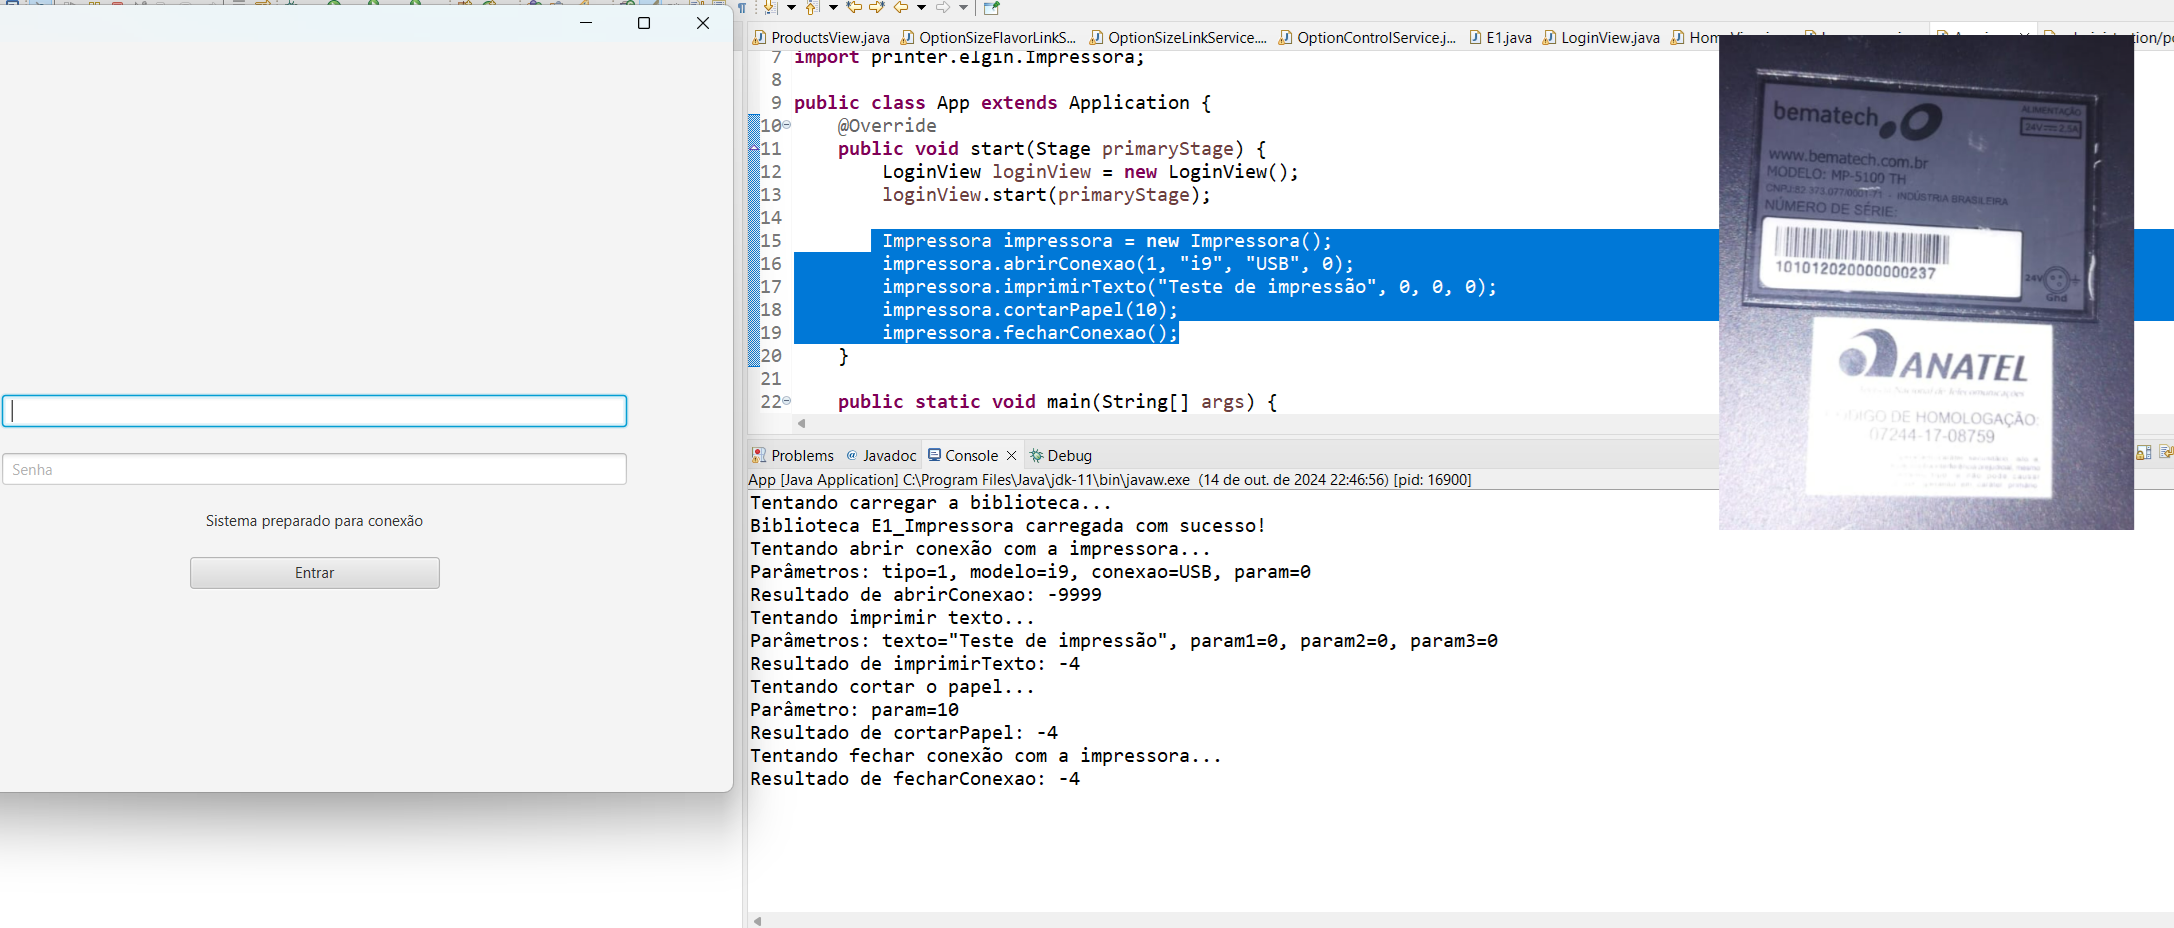 Senha
Sistema preparado para conexão
Entrar
ProductsView.java
OptionSizeFlavorLinkS...
OptionSizeLinkService....
OptionControlService.j...
E1.java
LoginView.java
7 import printer.elgin.Impressora;
8
9 public class App extends Application {
10 @Override
11 public void start(Stage primaryStage) {
12 LoginView loginView = new LoginView();
13 loginView.start(primaryStage);
14
15 Impressora impressora = new Impressora();
16 impressora.abrirConexao(1, "i9", "USB", 0);
17 impressora.imprimirTexto("Teste de impressão", 0, 0, 0);
18 impressora.cortarPapel(10);
19 impressora.fecharConexao();
20 }
21
22 public static void main(String[] args) {
Problems
@ Javadoc
Console
Debug
App [Java Application] C:\Program Files\Java\jdk-11\bin\javaw.exe (14 de out. de 2024 22:46:56) [pid: 16900]
Tentando carregar a biblioteca...
Biblioteca E1_Impressora carregada com sucesso!
Tentando abrir conexão com a impressora...
Parâmetros: tipo=1, modelo=i9, conexao=USB, param=0
Resultado de abrirConexao: -9999
Tentando imprimir texto...
Parâmetros: texto="Teste de impressão", param1=0, param2=0, param3=0
Resultado de imprimirTexto: -4
Tentando cortar o papel...
Parâmetro: param=10
Resultado de cortarPapel: -4
Tentando fechar conexão com a impressora...
Resultado de fecharConexao: -4
bematech
ALIMENTAÇÃO
24V 2,5A
www.bematech.com.br
MODELO: MP-5100 TH
CNPJ:82.373.077/0001-71 - INDÚSTRIA BRASILEIRA
NÚMERO DE SÉRIE:
101012020000000237
24V
Gnd
ANATEL
Nacional de Telecomunicações
DIGO DE HOMOLOGAÇÃO:
07244-17-08759